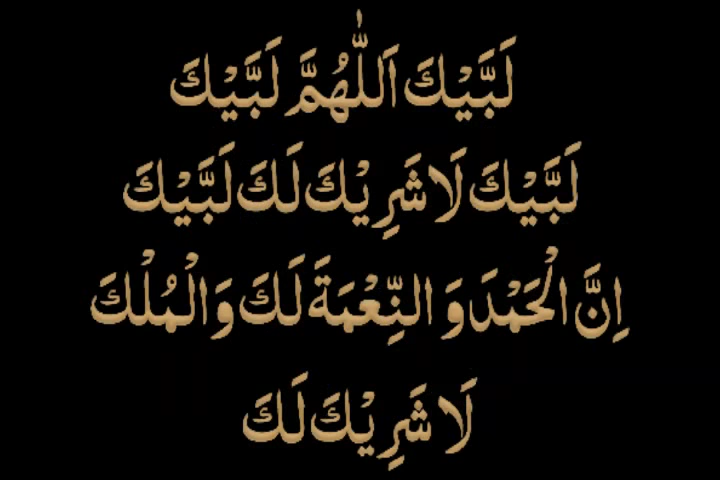 لَبَّيْكَ اَللّٰهُمَّ لَبَّيْكَ
لَبَّيْكَ لَا شَرِيْكَ لَكَ لَبَّيْكَ
اِنَّ الْحَمْدَ وَ النِّعْمَةَ لَكَ وَالْمُلْكَ
لَا شَرِيْكَ لَكَ